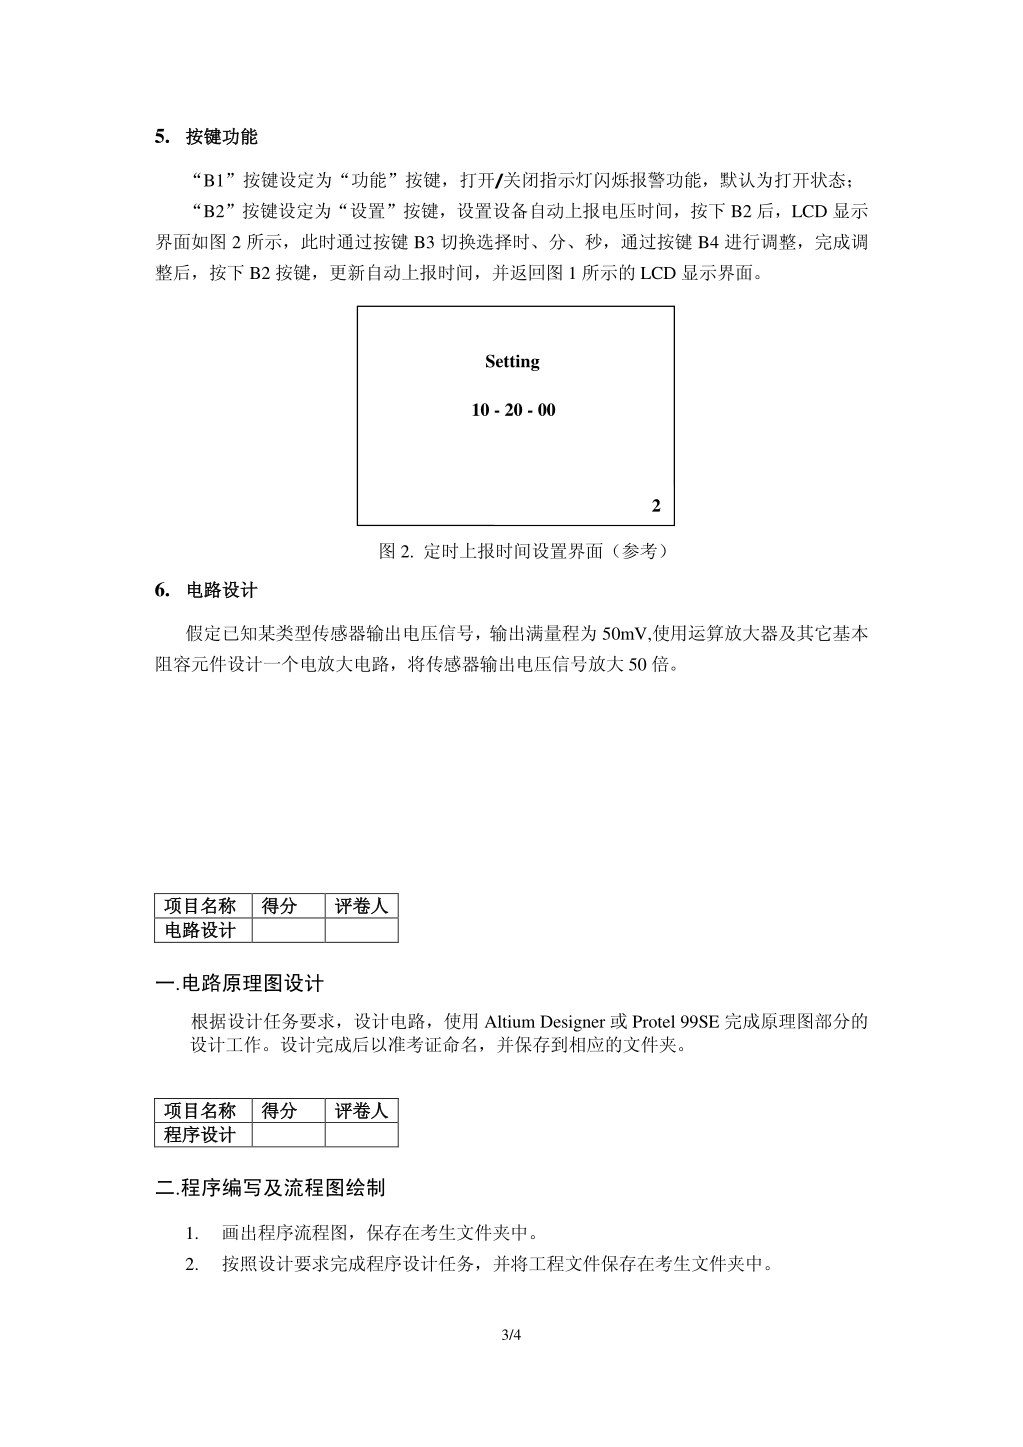 5. 按键功能
“B1”按键设定为“功能”按键，打开/关闭指示灯闪烁报警功能，默认为打开状态；
“B2”按键设定为“设置”按键，设置设备自动上报电压时间，按下 B2 后，LCD 显示
界面如图 2 所示，此时通过按键 B3 切换选择时、分、秒，通过按键 B4 进行调整，完成调
整后，按下 B2 按键，更新自动上报时间，并返回图 1 所示的 LCD 显示界面。
Setting
10 - 20 - 00
2
图 2. 定时上报时间设置界面（参考）
6. 电路设计
假定已知某类型传感器输出电压信号，输出满量程为 50mV,使用运算放大器及其它基本
阻容元件设计一个电放大电路，将传感器输出电压信号放大 50 倍。
项目名称 得分 评卷人
电路设计
一.电路原理图设计
根据设计任务要求，设计电路，使用 Altium Designer 或 Protel 99SE 完成原理图部分的
设计工作。设计完成后以准考证命名，并保存到相应的文件夹。
项目名称 得分 评卷人
程序设计
二.程序编写及流程图绘制
1. 画出程序流程图，保存在考生文件夹中。
2. 按照设计要求完成程序设计任务，并将工程文件保存在考生文件夹中。
3/4